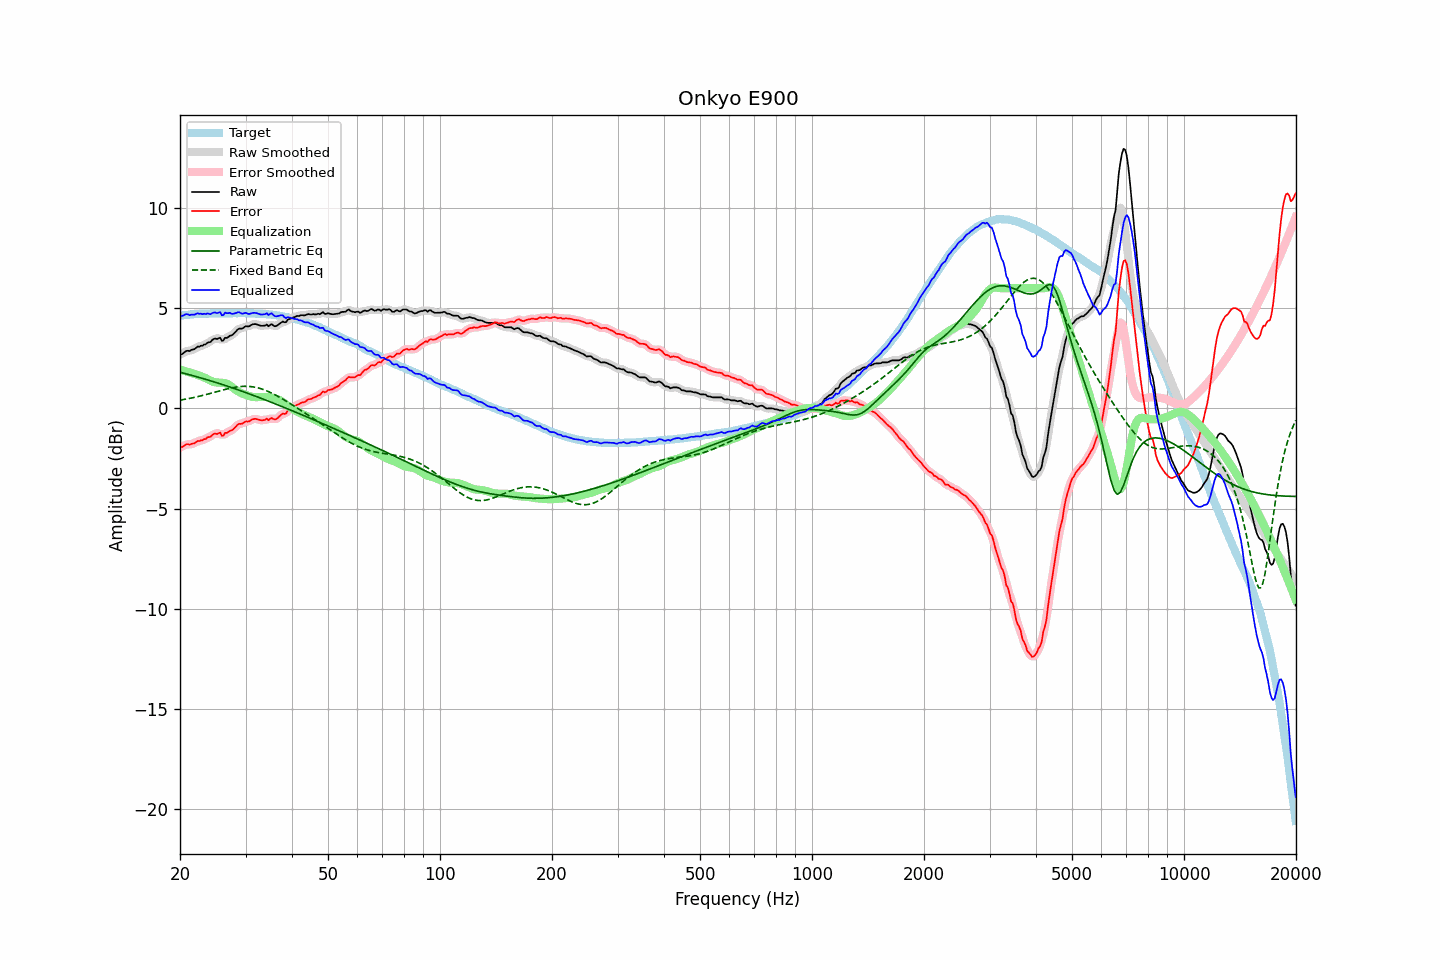 Onkyo E900
Target
Raw Smoothed
Error Smoothed
Raw
Error
Equalization
Parametric Eq
Fixed Band Eq
Equalized
10
5
0
−5
−10
−15
−20
Amplitude (dBr)
20 50 100 200 500 1000 2000 5000 10000 20000
Frequency (Hz)